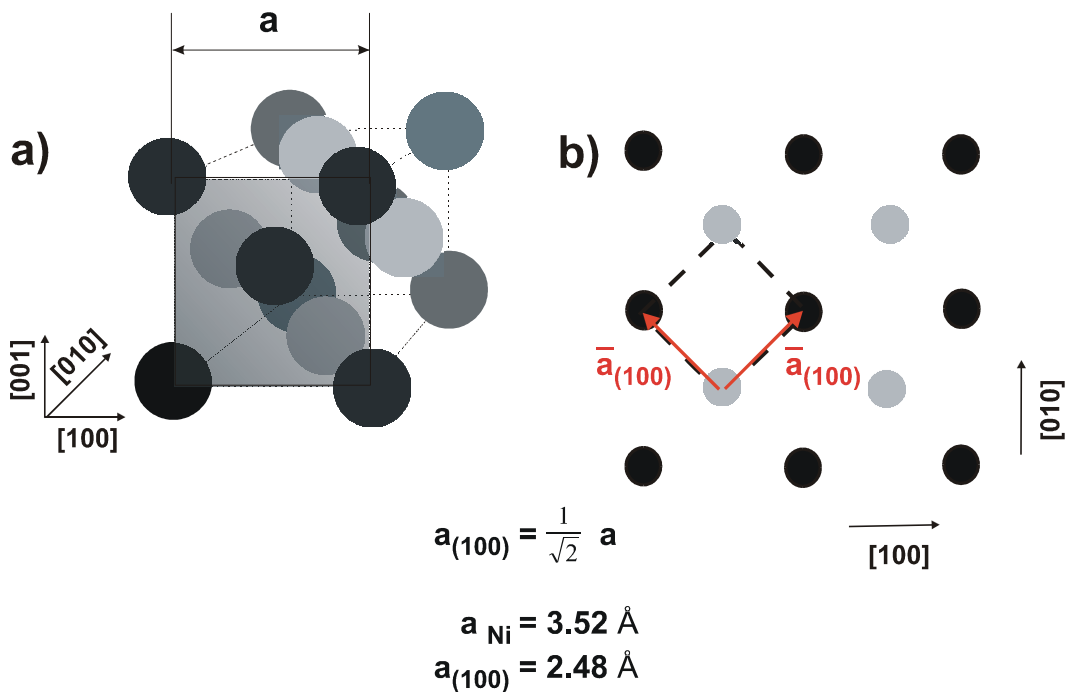 a
a)
b)
[001]
[010]
[100]
a̅(100)
a̅(100)
[010]
[100]
a(100) = 1/√2 a
a Ni = 3.52 Å
a(100) = 2.48 Å